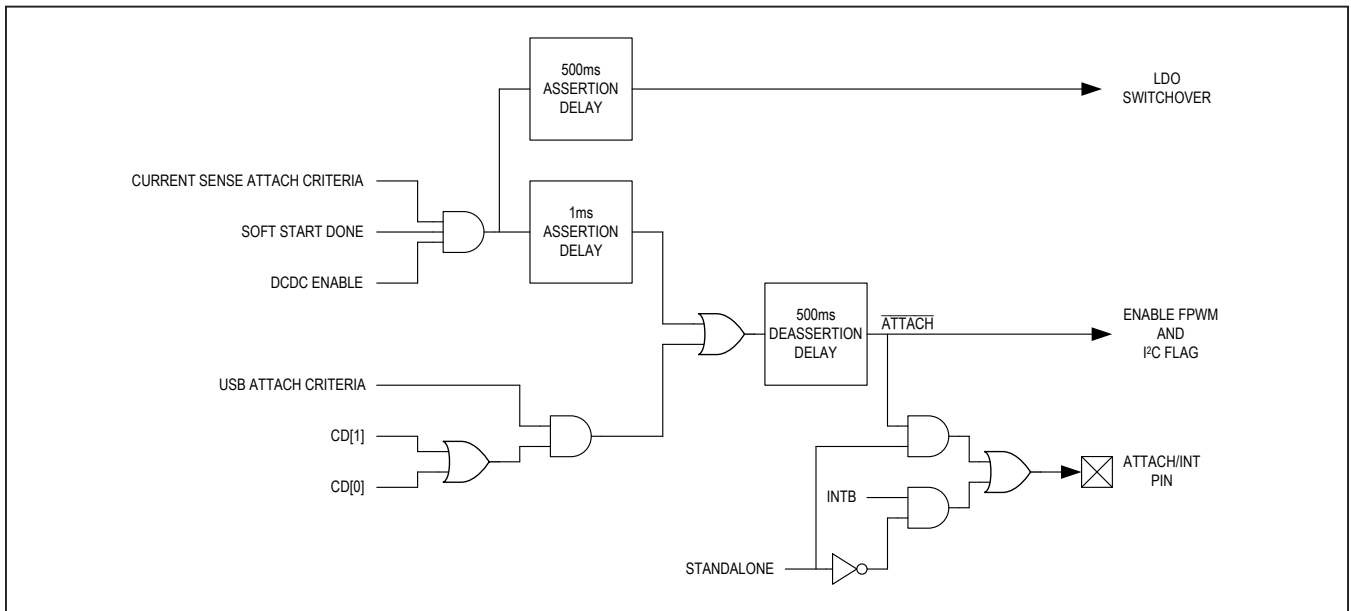 500ms
ASSERTION
DELAY
LDO
SWITCHOVER
CURRENT SENSE ATTACH CRITERIA
SOFT START DONE
DCDC ENABLE
1ms
ASSERTION
DELAY
500ms
DEASSERTION
DELAY
ATTACH
ENABLE FPWM
AND
I²C FLAG
USB ATTACH CRITERIA
CD[1]
CD[0]
ATTACH/INT
PIN
INTB
STANDALONE